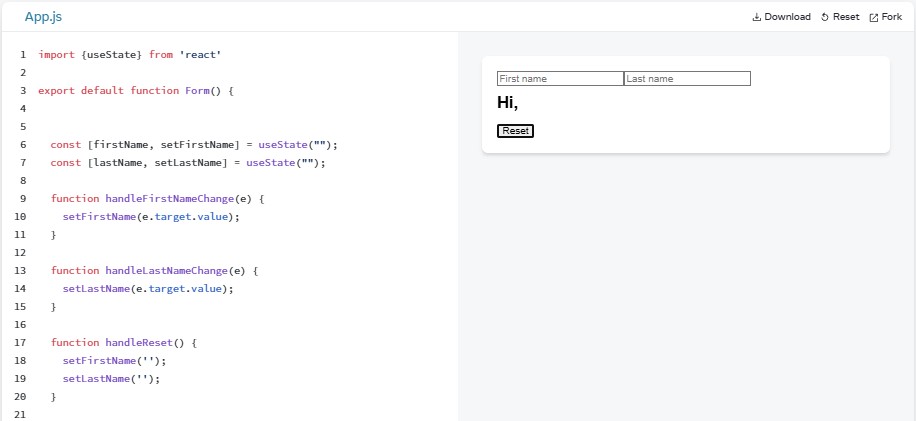 App.js
Download Reset Fork
1 import {useState} from 'react'
2
3 export default function Form() {
4
5
6 const [firstName, setFirstName] = useState("");
7 const [lastName, setLastName] = useState("");
8
9 function handleFirstNameChange(e) {
10 setFirstName(e.target.value);
11 }
12
13 function handleLastNameChange(e) {
14 setLastName(e.target.value);
15 }
16
17 function handleReset() {
18 setFirstName('');
19 setLastName('');
20 }
21
First name Last name
Hi,
Reset